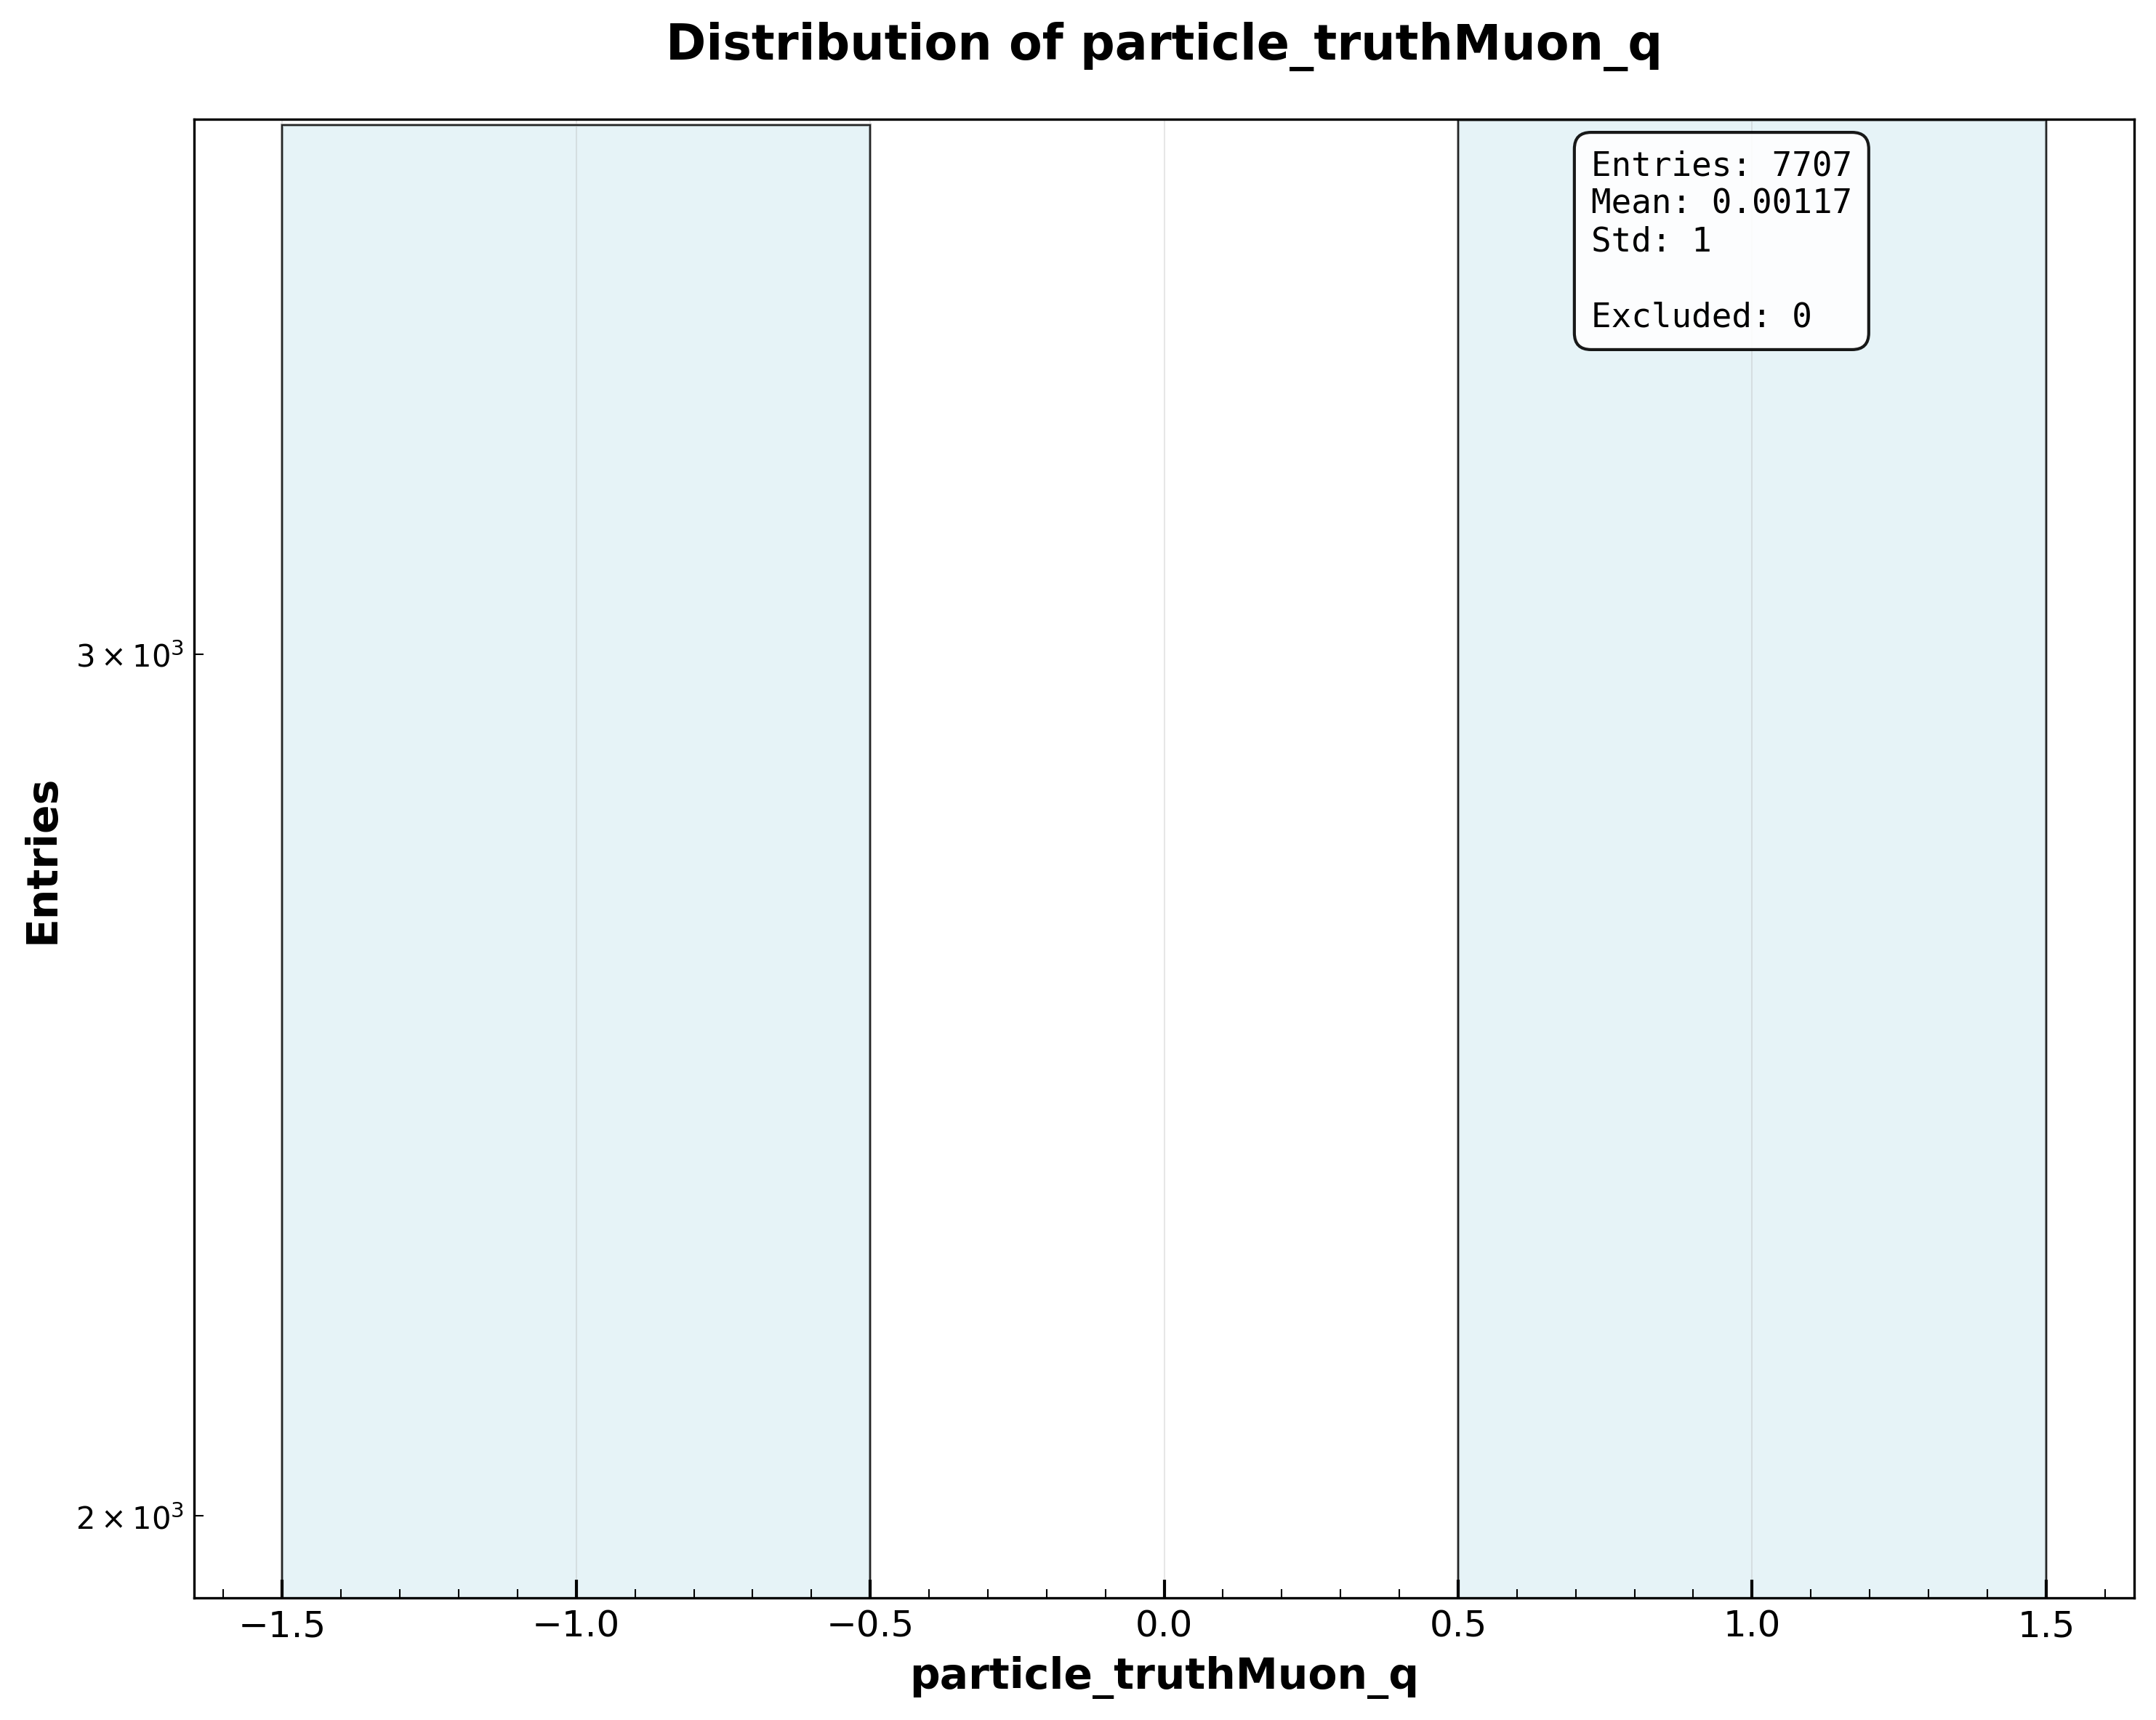 Distribution of particle_truthMuon_q
Entries: 7707
Mean: 0.00117
Std: 1
Excluded: 0
3×10³
2×10³
Entries
−1.5 −1.0 −0.5 0.0 0.5 1.0 1.5
particle_truthMuon_q